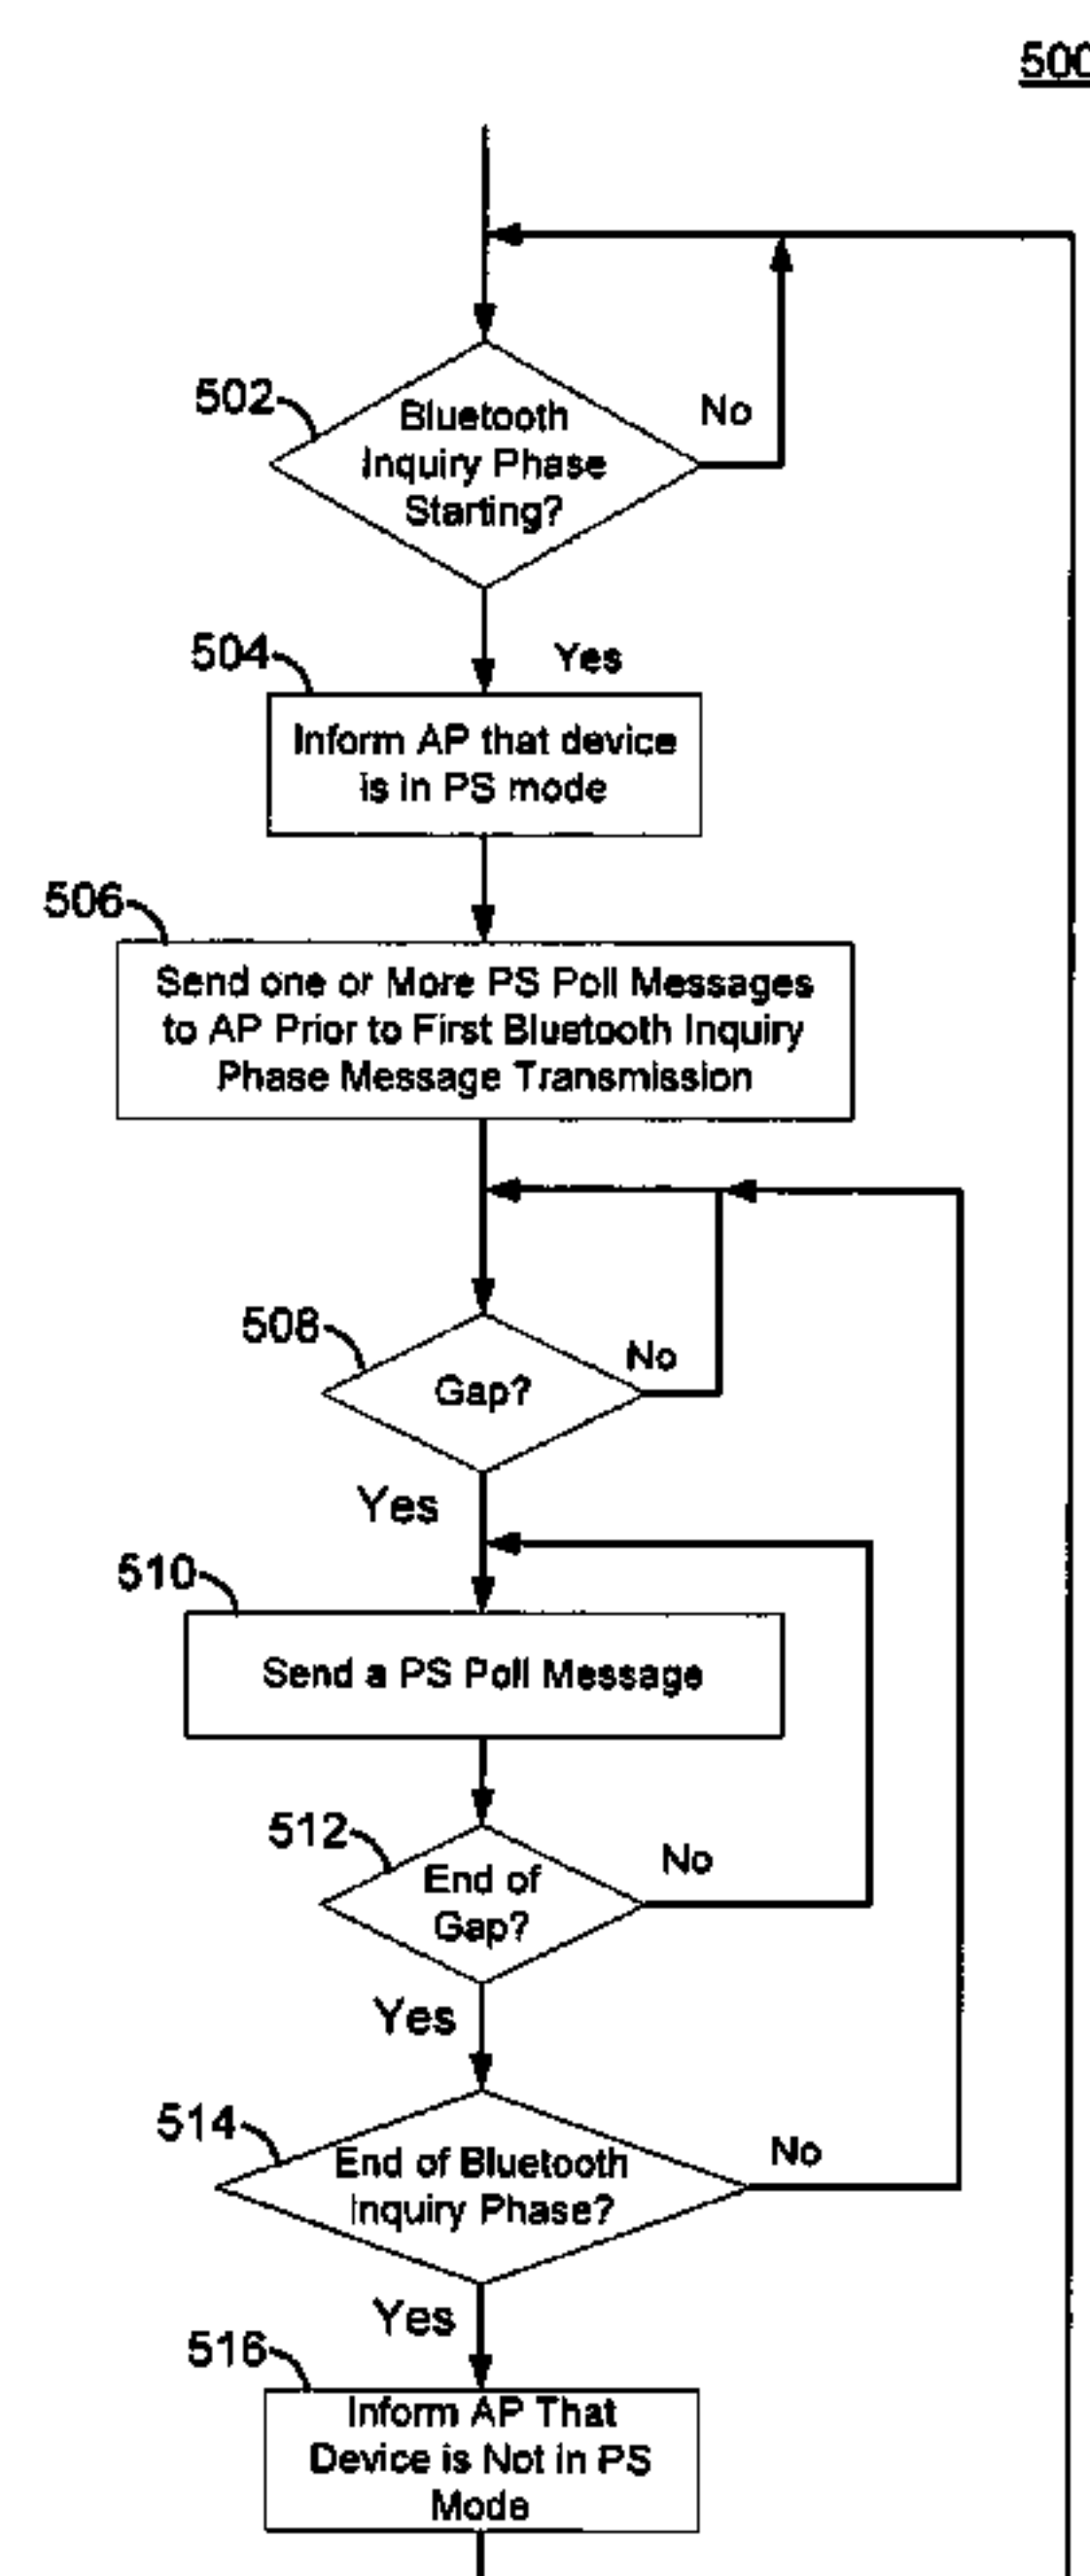 500
502
Bluetooth
Inquiry Phase
Starting?
No
Yes
504
Inform AP that device
is in PS mode
506
Send one or More PS Poll Messages
to AP Prior to First Bluetooth Inquiry
Phase Message Transmission
508
Gap?
No
Yes
510
Send a PS Poll Message
512
End of
Gap?
No
Yes
514
End of Bluetooth
Inquiry Phase?
No
Yes
516
Inform AP That
Device is Not in PS
Mode